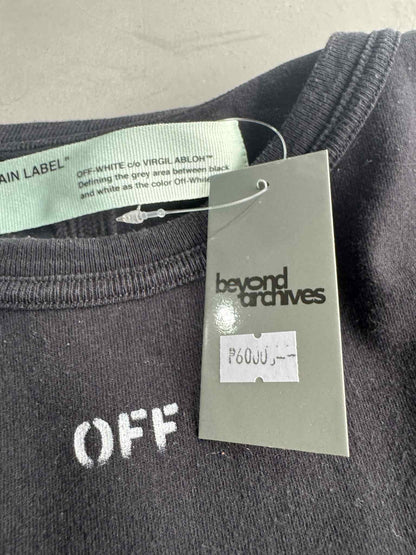 AIN LABEL"
OFF-WHITE c/o VIRGIL ABLOH™
Defining the grey area between black
and white as the color Off-White
beyond
archives
₱6000.--
OFF